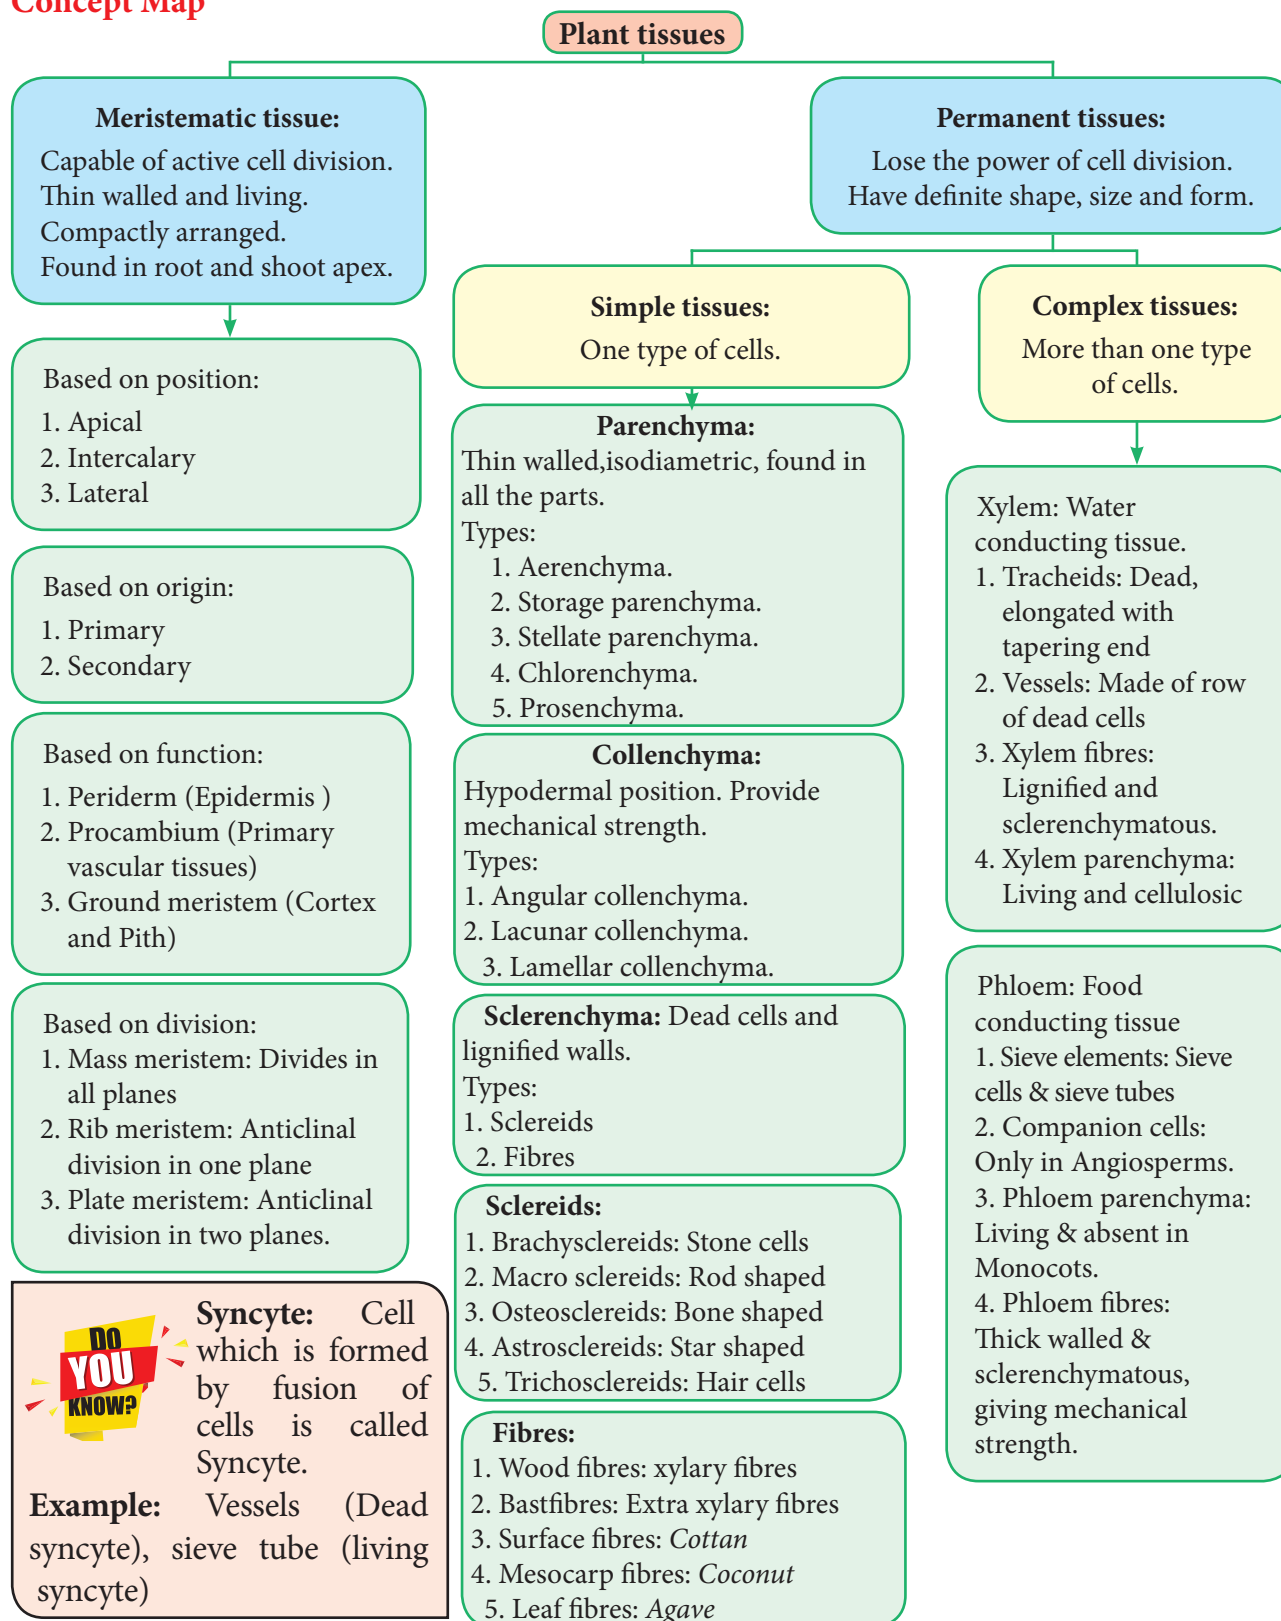 Concept Map
Plant tissues
Meristematic tissue:
Capable of active cell division.
Thin walled and living.
Compactly arranged.
Found in root and shoot apex.
Based on position:
1. Apical
2. Intercalary
3. Lateral
Based on origin:
1. Primary
2. Secondary
Based on function:
1. Periderm (Epidermis )
2. Procambium (Primary
vascular tissues)
3. Ground meristem (Cortex
and Pith)
Based on division:
1. Mass meristem: Divides in
all planes
2. Rib meristem: Anticlinal
division in one plane
3. Plate meristem: Anticlinal
division in two planes.
DO
YOU
KNOW?
Syncyte: Cell
which is formed
by fusion of
cells is called
Syncyte.
Example: Vessels (Dead
syncyte), sieve tube (living
syncyte)
Permanent tissues:
Lose the power of cell division.
Have definite shape, size and form.
Simple tissues:
One type of cells.
Parenchyma:
Thin walled,isodiametric, found in
all the parts.
Types:
1. Aerenchyma.
2. Storage parenchyma.
3. Stellate parenchyma.
4. Chlorenchyma.
5. Prosenchyma.
Collenchyma:
Hypodermal position. Provide
mechanical strength.
Types:
1. Angular collenchyma.
2. Lacunar collenchyma.
3. Lamellar collenchyma.
Sclerenchyma: Dead cells and
lignified walls.
Types:
1. Sclereids
2. Fibres
Sclereids:
1. Brachysclereids: Stone cells
2. Macro sclereids: Rod shaped
3. Osteosclereids: Bone shaped
4. Astrosclereids: Star shaped
5. Trichosclereids: Hair cells
Fibres:
1. Wood fibres: xylary fibres
2. Bastfibres: Extra xylary fibres
3. Surface fibres: Cottan
4. Mesocarp fibres: Coconut
5. Leaf fibres: Agave
Complex tissues:
More than one type
of cells.
Xylem: Water
conducting tissue.
1. Tracheids: Dead,
elongated with
tapering end
2. Vessels: Made of row
of dead cells
3. Xylem fibres:
Lignified and
sclerenchymatous.
4. Xylem parenchyma:
Living and cellulosic
Phloem: Food
conducting tissue
1. Sieve elements: Sieve
cells & sieve tubes
2. Companion cells:
Only in Angiosperms.
3. Phloem parenchyma:
Living & absent in
Monocots.
4. Phloem fibres:
Thick walled &
sclerenchymatous,
giving mechanical
strength.